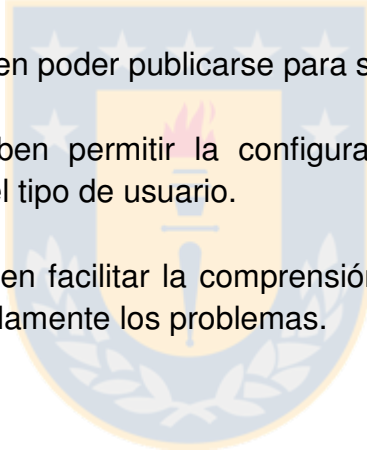 en poder publicarse para s
ben permitir la configura
el tipo de usuario.
en facilitar la comprensión
damente los problemas.